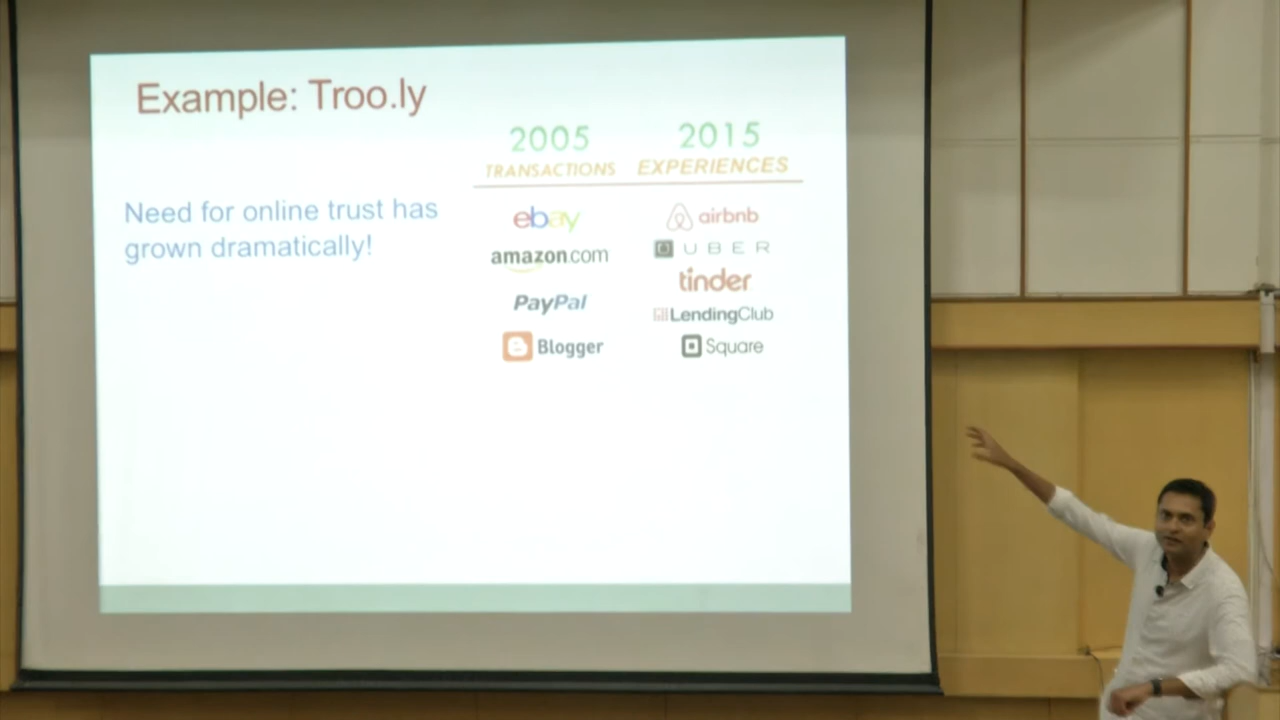 Example: Troo.ly
Need for online trust has
grown dramatically!
2005
TRANSACTIONS
ebay
amazon.com
PayPal
Blogger
2015
EXPERIENCES
airbnb
UBER
tinder
LendingClub
Square